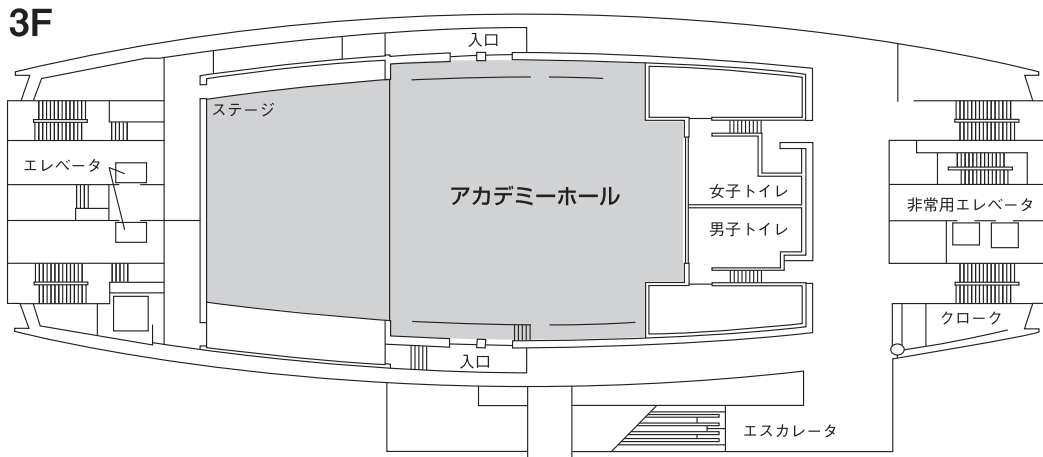 3F
入口
ステージ
エレベータ
アカデミーホール
女子トイレ
男子トイレ
非常用エレベータ
クローク
入口
エスカレータ